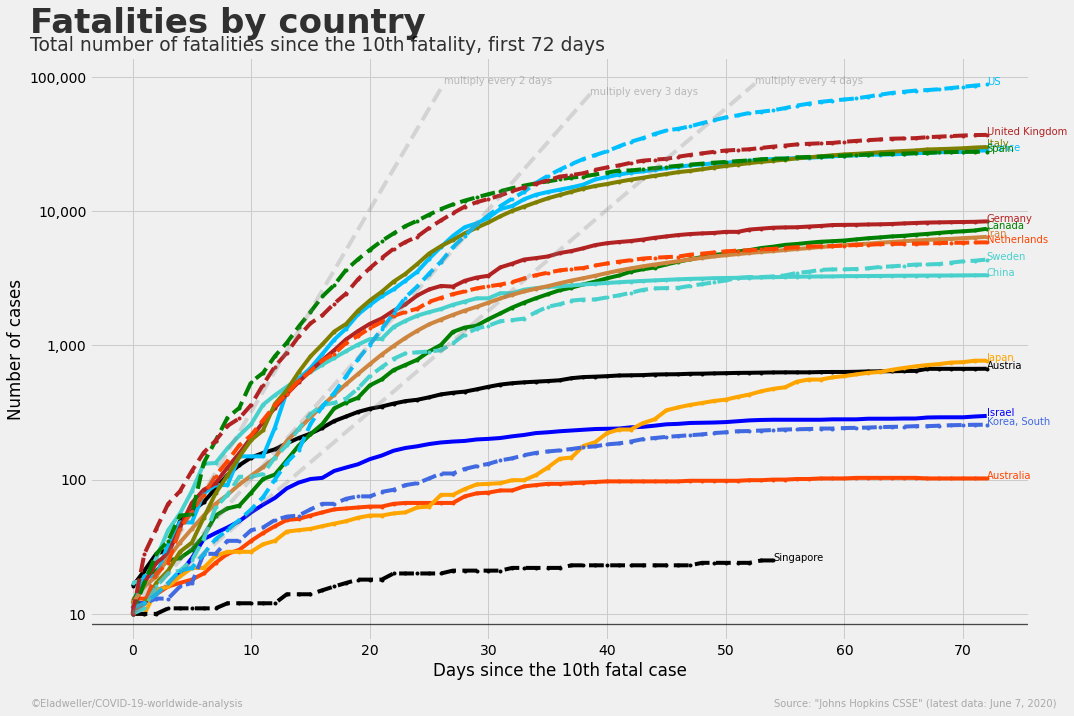 Fatalities by country
Total number of fatalities since the 10th fatality, first 72 days
multiply every 2 days
multiply every 3 days
multiply every 4 days
100,000
10,000
1,000
100
10
Number of cases
US
United Kingdom
Italy
Spain
Germany
Canada
Iran
Netherlands
Sweden
China
Japan
Austria
Israel
Korea, South
Australia
Singapore
0 10 20 30 40 50 60 70
Days since the 10th fatal case
©Eladweller/COVID-19-worldwide-analysis
Source: "Johns Hopkins CSSE" (latest data: June 7, 2020)